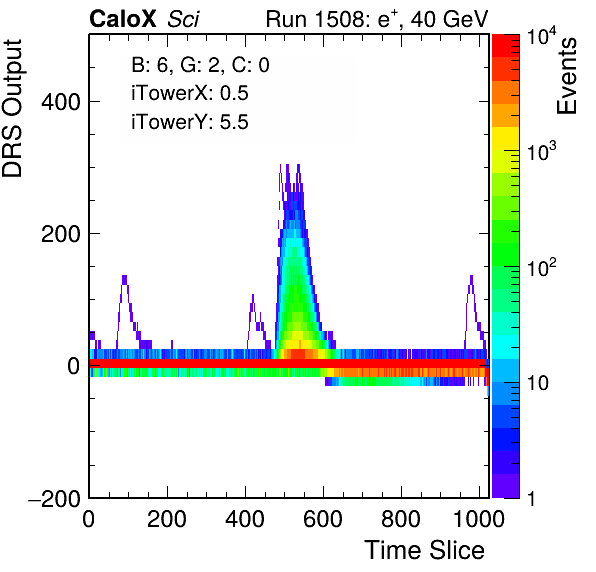 CaloX Sci Run 1508: e⁺, 40 GeV
B: 6, G: 2, C: 0
iTowerX: 0.5
iTowerY: 5.5
DRS Output
400
200
0
−200
0 200 400 600 800 1000
Time Slice
Events
10⁴
10³
10²
10
1